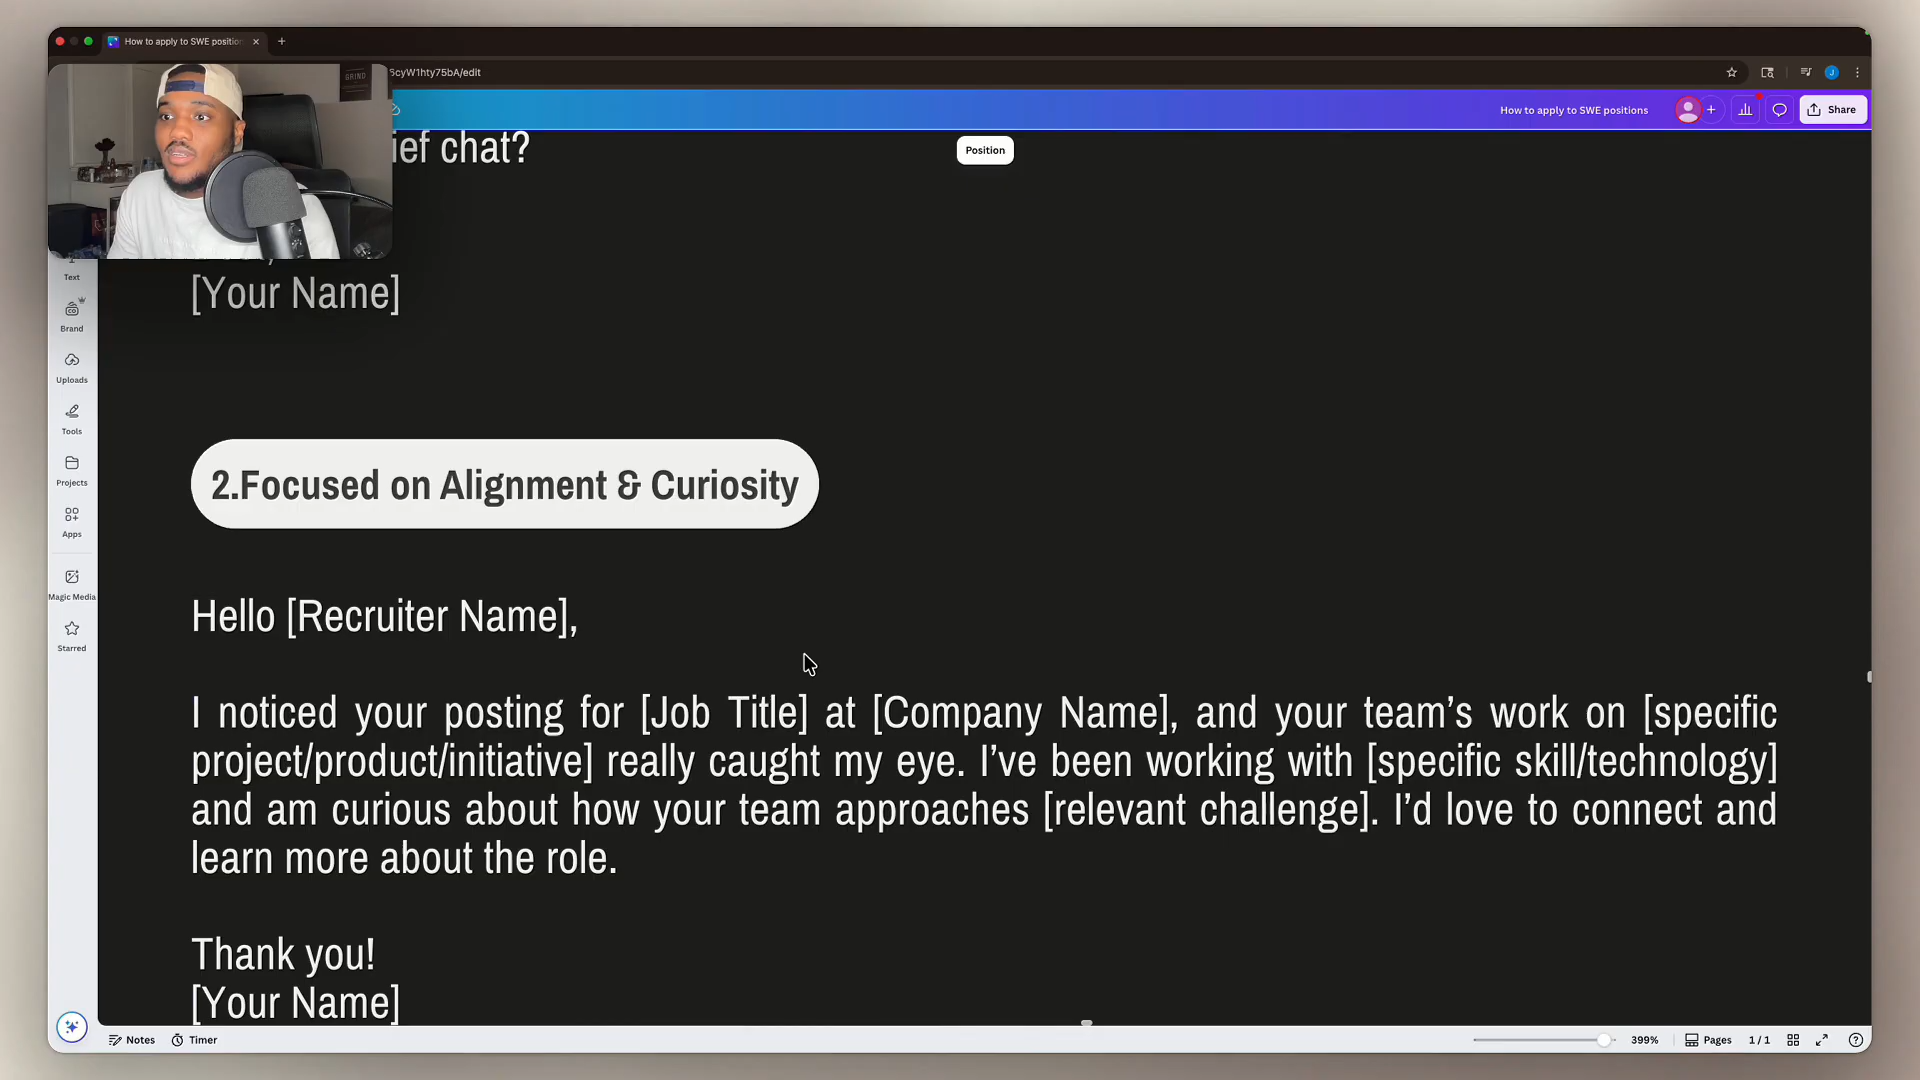 How to apply to SWE position
GRIND
6cyW1hty75bA/edit
J
How to apply to SWE positions
Share
Position
ief chat?
[Your Name]
Text
Brand
Uploads
Tools
Projects
Apps
Magic Media
Starred
2.Focused on Alignment & Curiosity
Hello [Recruiter Name],
I noticed your posting for [Job Title] at [Company Name], and your team’s work on [specific
project/product/initiative] really caught my eye. I’ve been working with [specific skill/technology]
and am curious about how your team approaches [relevant challenge]. I’d love to connect and
learn more about the role.
Thank you!
[Your Name]
Notes
Timer
399%
Pages
1 / 1